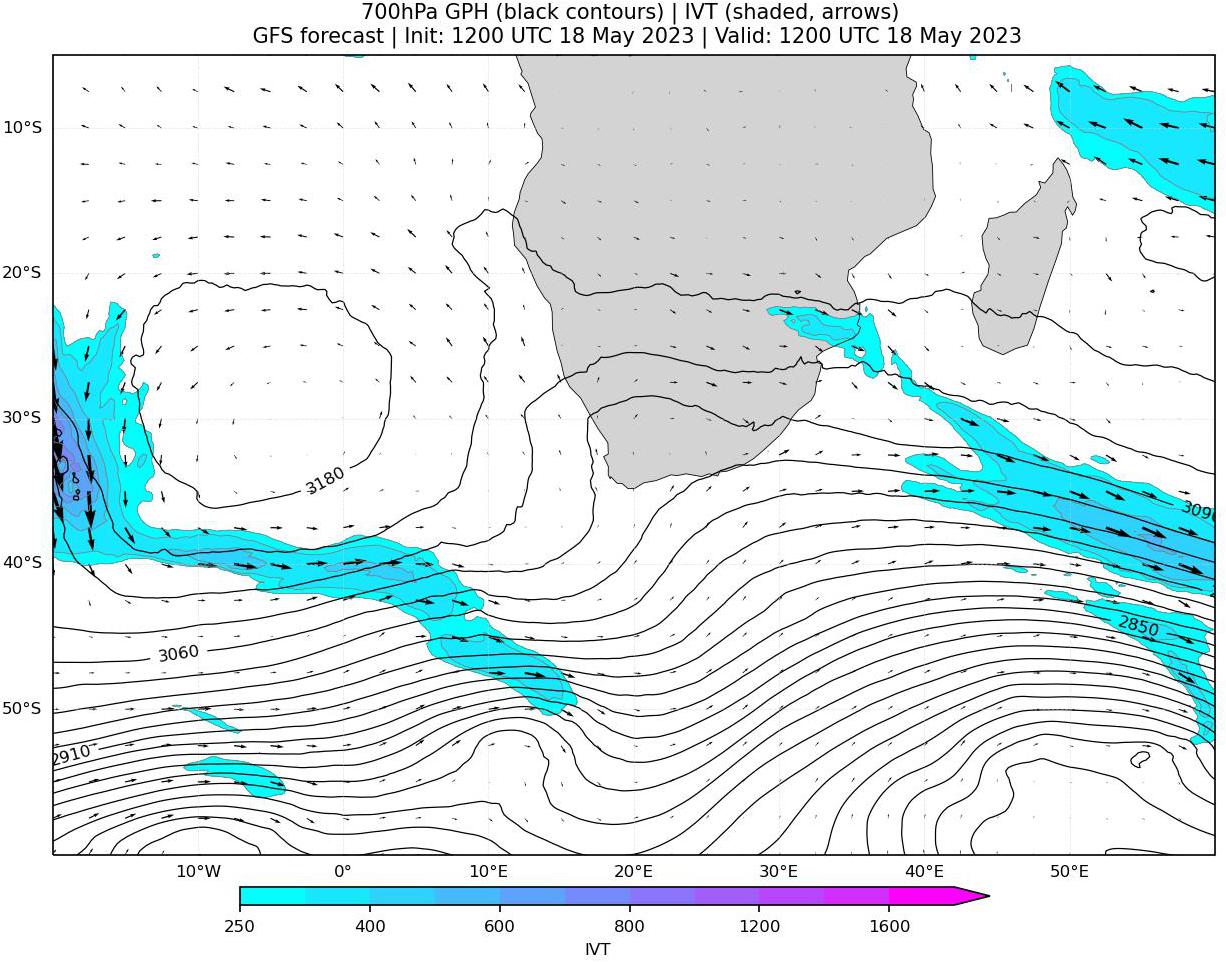 700hPa GPH (black contours) | IVT (shaded, arrows)
GFS forecast | Init: 1200 UTC 18 May 2023 | Valid: 1200 UTC 18 May 2023
10°S
20°S
30°S
3180
3090
40°S
2850
3060
50°S
2910
10°W 0° 10°E 20°E 30°E 40°E 50°E
250 400 600 800 1200 1600
IVT